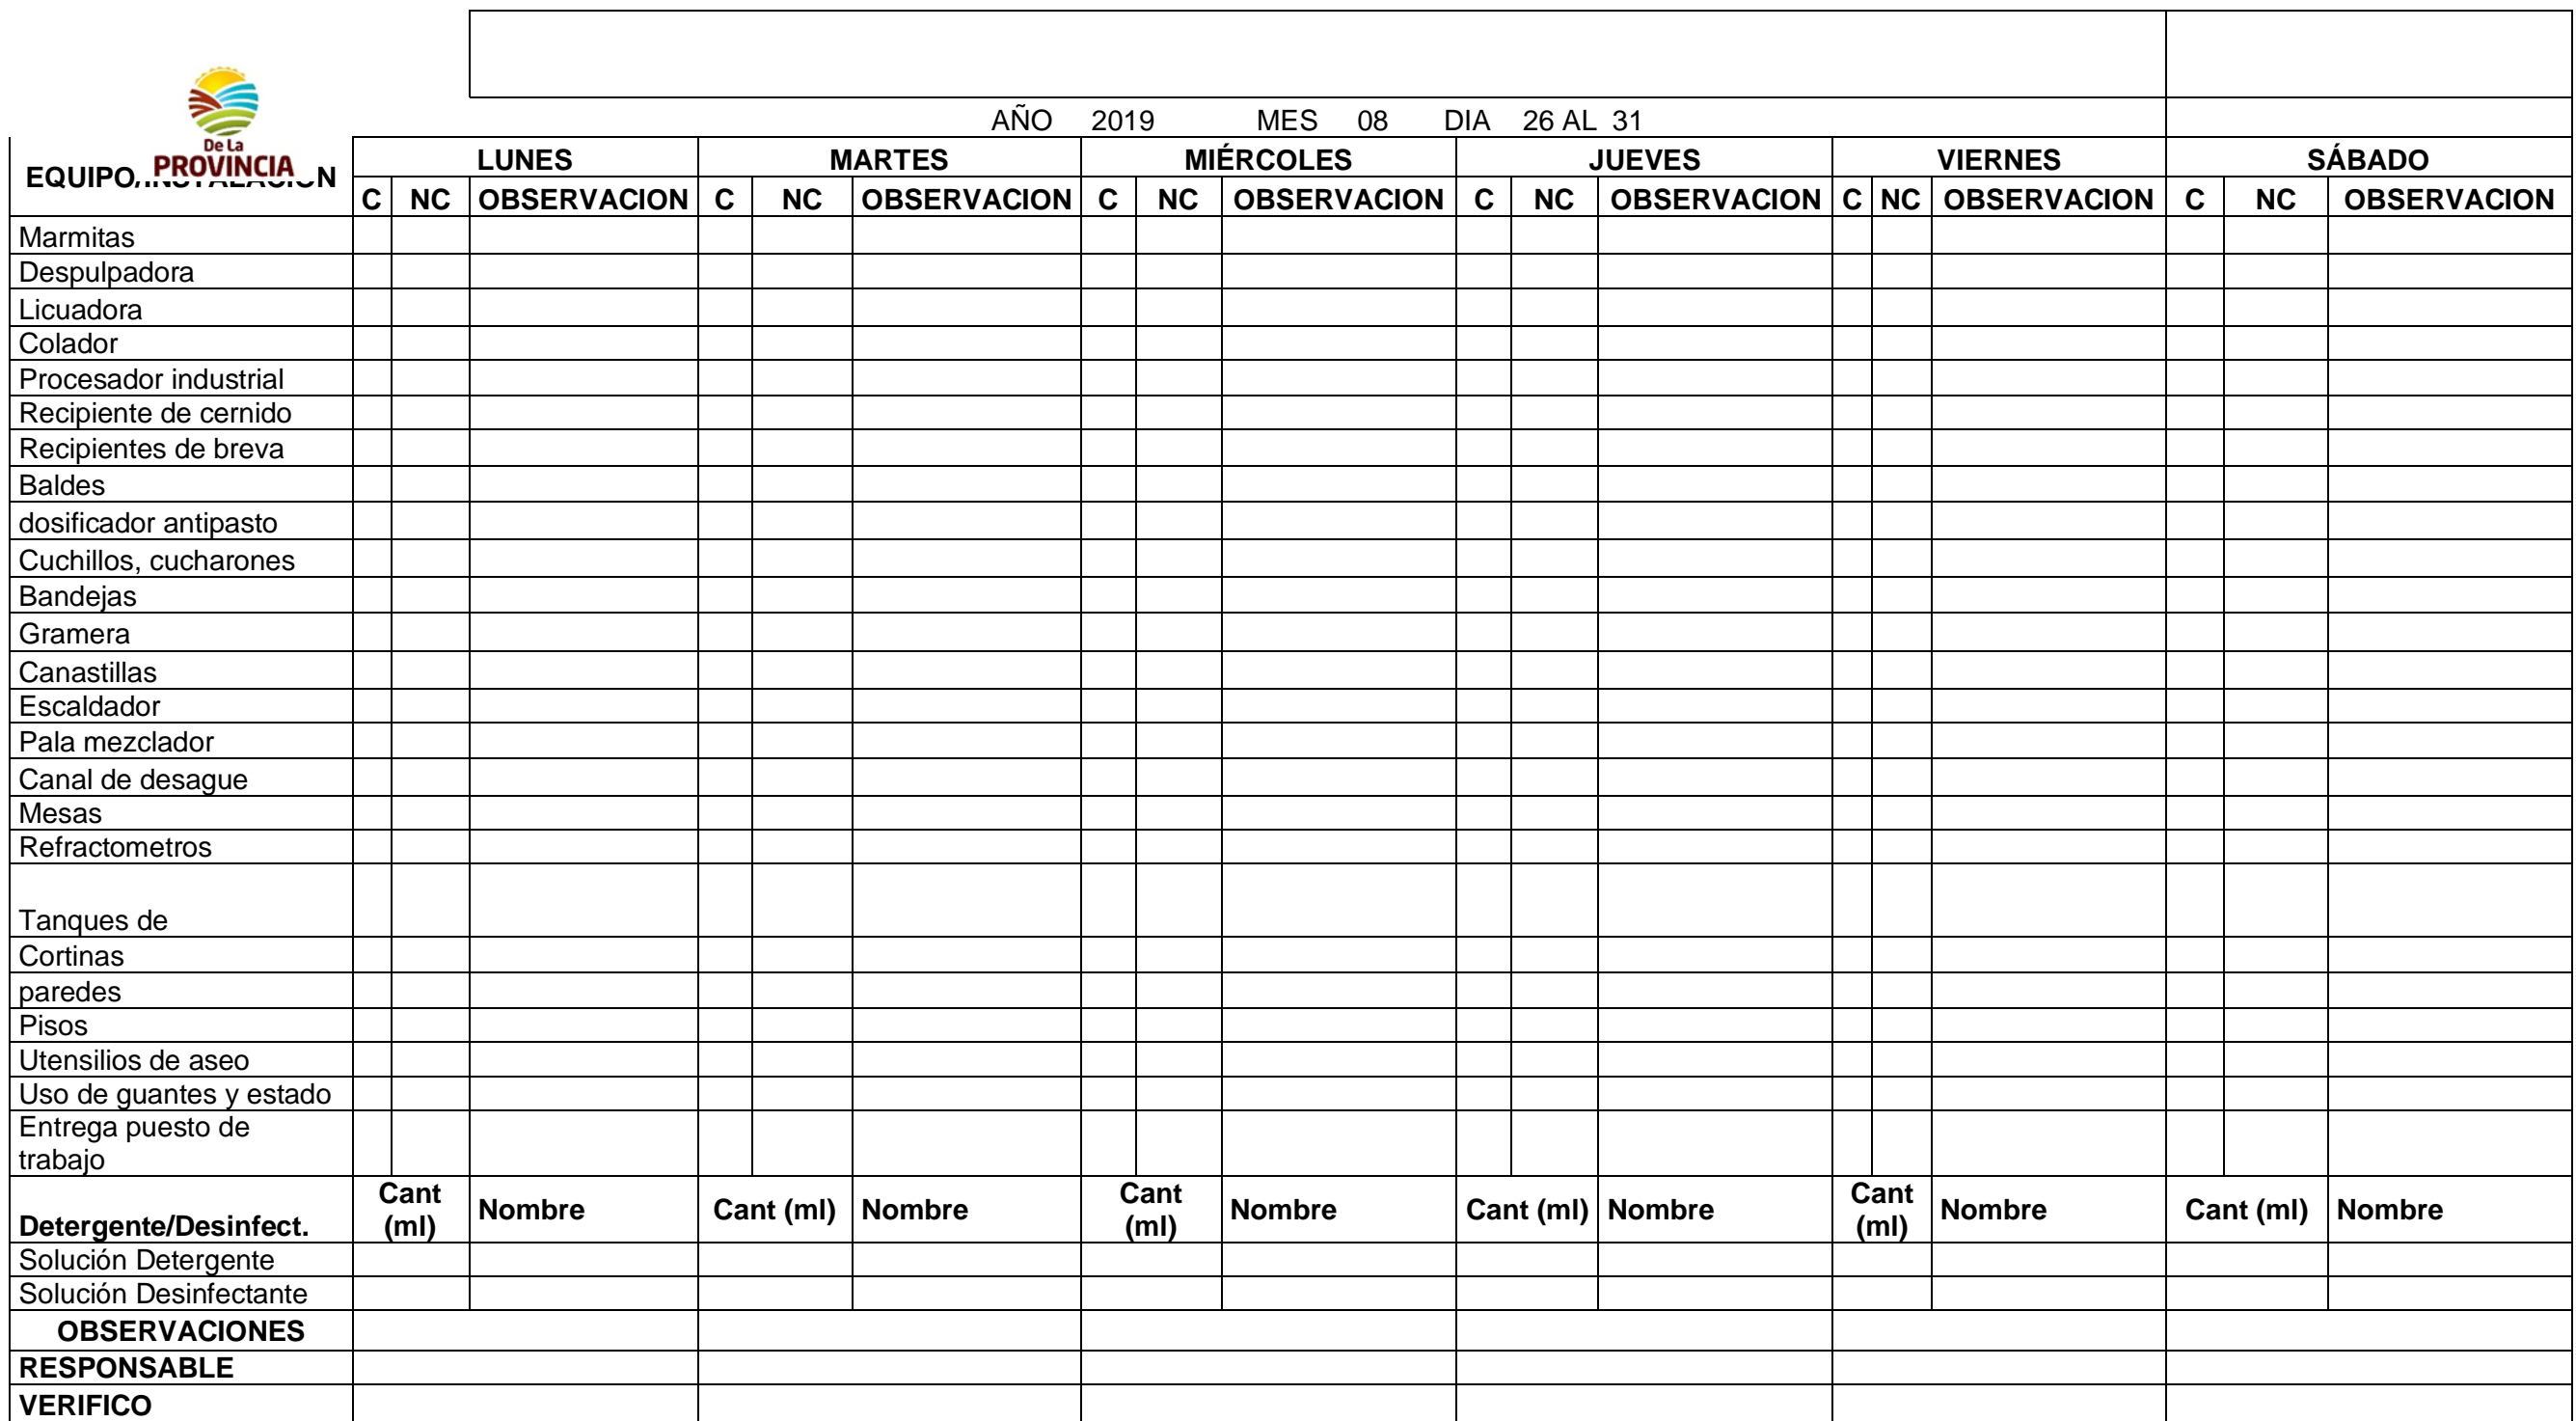 AÑO 2019 MES 08 DIA 26 AL 31
De La
PROVINCIA
LUNES MARTES MIÉRCOLES JUEVES VIERNES SÁBADO
EQUIPO/INSTALACION
C NC OBSERVACION C NC OBSERVACION C NC OBSERVACION C NC OBSERVACION C NC OBSERVACION C NC OBSERVACION
Marmitas
Despulpadora
Licuadora
Colador
Procesador industrial
Recipiente de cernido
Recipientes de breva
Baldes
dosificador antipasto
Cuchillos, cucharones
Bandejas
Gramera
Canastillas
Escaldador
Pala mezclador
Canal de desague
Mesas
Refractometros
Tanques de
Cortinas
paredes
Pisos
Utensilios de aseo
Uso de guantes y estado
Entrega puesto de
trabajo
Detergente/Desinfect. Cant (ml) Nombre Cant (ml) Nombre Cant (ml) Nombre Cant (ml) Nombre Cant (ml) Nombre Cant (ml) Nombre
Solución Detergente
Solución Desinfectante
OBSERVACIONES
RESPONSABLE
VERIFICO